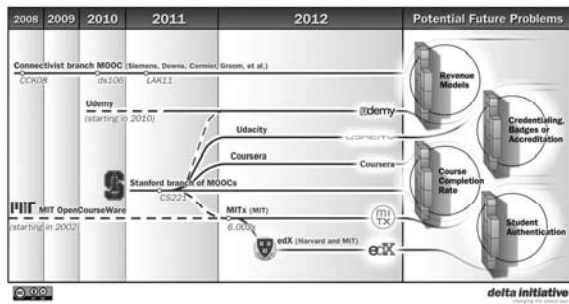 2008 2009 2010 2011 2012 Potential Future Problems
Connectivist branch MOOC (Siemens, Downs, Cormier, Groom, et al.)
CCK08 ds106 LAK11
Revenue
Models
Udemy
(starting in 2010)
udemy
Credentialing,
Badges or
Accreditation
Udacity
UDACITY
Coursera
Coursera
Course
Completion
Rate
Stanford branch of MOOCs
CS221
MIT MIT OpenCourseWare
(starting in 2002)
MITx (MIT)
6.002x
MITX
Student
Authentication
edX (Harvard and MIT)
edX
delta initiative